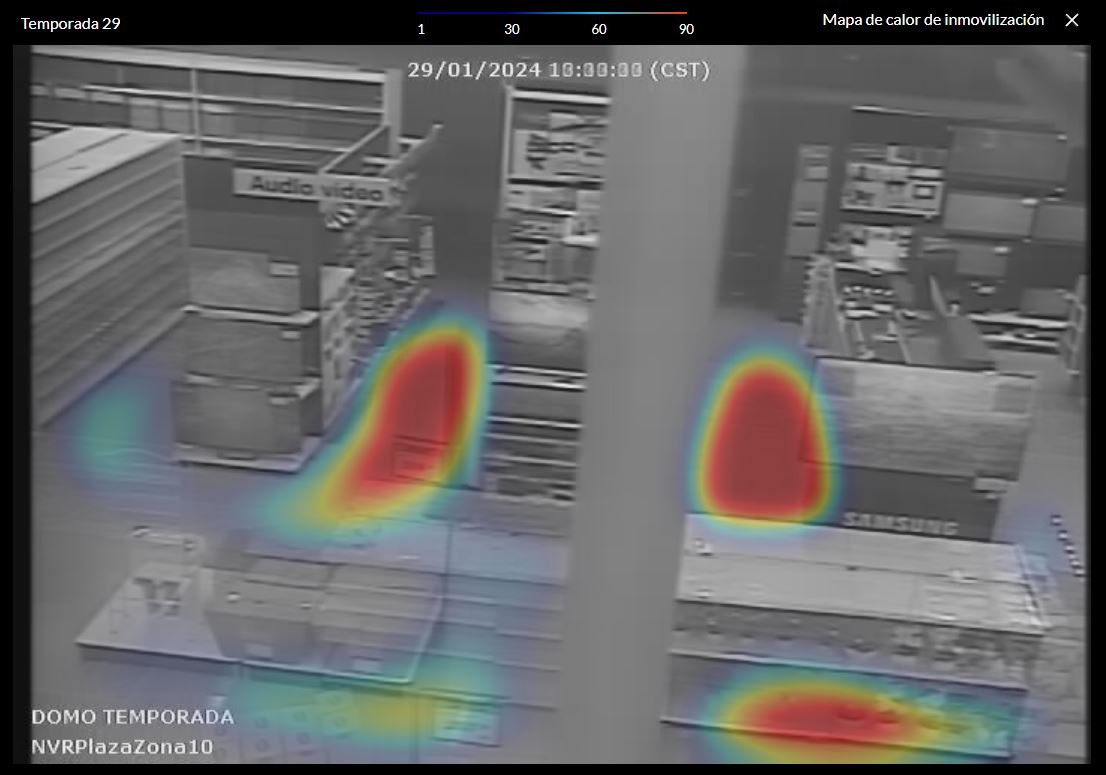 Temporada 29
Mapa de calor de inmovilización
1 30 60 90
29/01/2024 (CST)
Audio video
SAMSUNG
DOMO TEMPORADA
NVRPlazaZona10